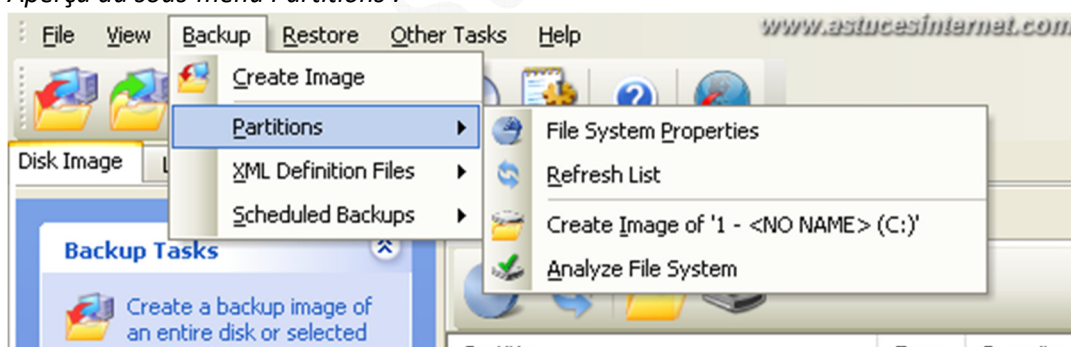 Aperçu du sous-menu Partitions :
www.astucesinternet.com
File View Backup Restore Other Tasks Help
Create Image
Partitions
XML Definition Files
Scheduled Backups
File System Properties
Refresh List
Create Image of '1 - <NO NAME> (C:)'
Analyze File System
Disk Image
Backup Tasks
Create a backup image of
an entire disk or selected